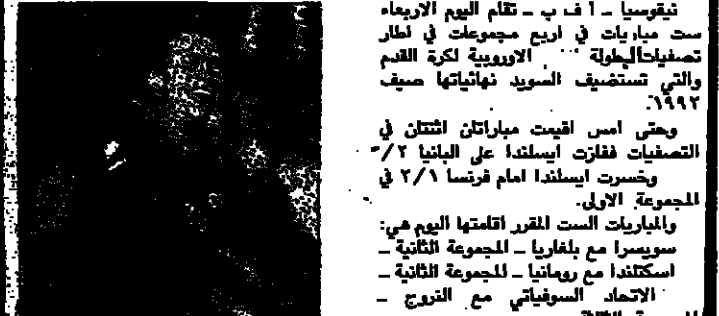 نيقوسيا ـ أ ف ب ـ تقام اليوم الاربعاء
ست مباريات في اربع مجموعات في اطار
تصفيات البطولة الاوروبية لكرة القدم
والتي تستضيف السويد نهائياتها صيف
١٩٩٢.
وحتى امس اقيمت مباراتان اثنتان في
التصفيات ففازت ايسلندا على البانيا ٢/
وخسرت ايسلندا امام فرنسا ٢/١ في
المجموعة الاولى.
والمباريات الست المقرر اقامتها اليوم هي:
سويسرا مع بلغاريا ـ المجموعة الثانية ـ
اسكتلندا مع رومانيا ـ المجموعة الثانية ـ
الاتحاد السوفياتي مع النروج ـ